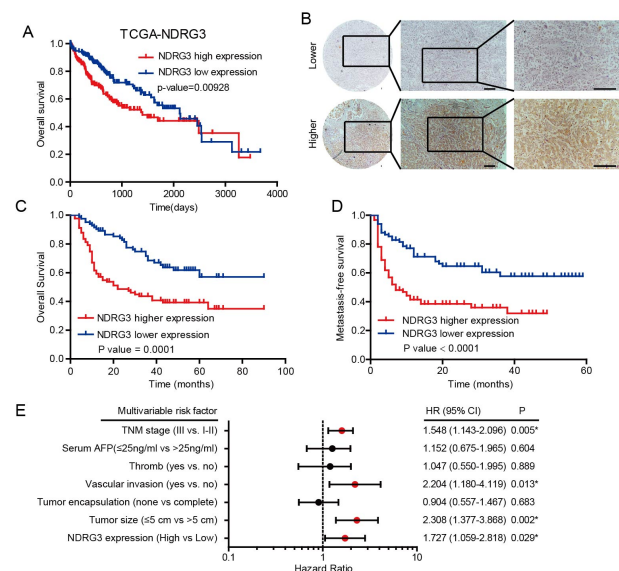 A
TCGA-NDRG3
NDRG3 high expression
NDRG3 low expression
p-value=0.00928
Overall survival
1.0
0.8
0.6
0.4
0.2
0.0
0 1000 2000 3000 4000
Time(days)
B
Lower
Higher
C
Overall Survival
1.0
0.8
0.6
0.4
0.2
0.0
NDRG3 higher expression
NDRG3 lower expression
P value = 0.0001
0 20 40 60 80 100
Time (months)
D
Metastasis-free survival
1.0
0.8
0.6
0.4
0.2
0.0
NDRG3 higher expression
NDRG3 lower expression
P value < 0.0001
0 20 40 60
Time (months)
E
Multivariable risk factor HR (95% CI) P
TNM stage (III vs. I-II) 1.548 (1.143-2.096) 0.005*
Serum AFP(≤25ng/ml vs >25ng/ml) 1.152 (0.675-1.965) 0.604
Thromb (yes vs. no) 1.047 (0.550-1.995) 0.889
Vascular invasion (yes vs. no) 2.204 (1.180-4.119) 0.013*
Tumor encapsulation (none vs complete) 0.904 (0.557-1.467) 0.683
Tumor size (≤5 cm vs >5 cm) 2.308 (1.377-3.868) 0.002*
NDRG3 expression (High vs Low) 1.727 (1.059-2.818) 0.029*
0.1 1 10
Hazard Ratio